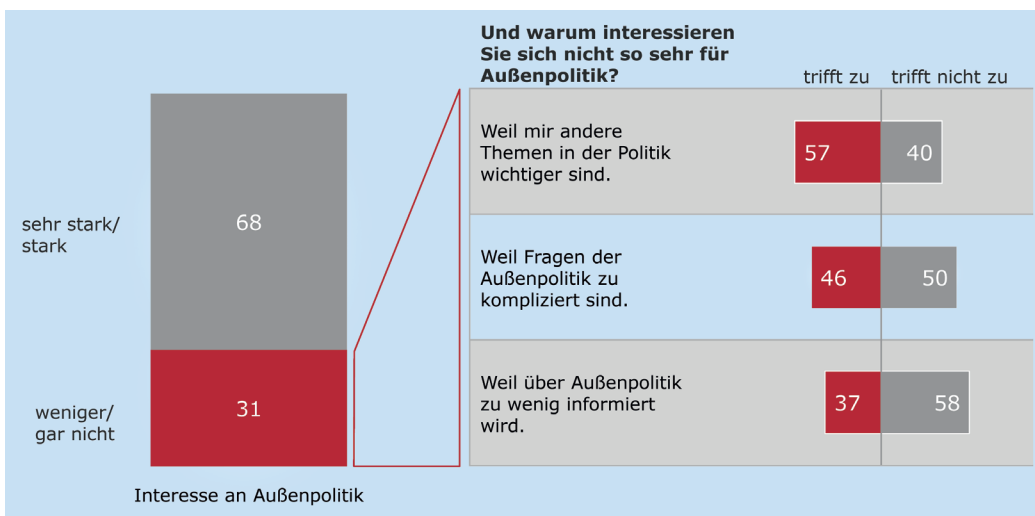 Und warum interessieren
Sie sich nicht so sehr für
Außenpolitik?
trifft zu
trifft nicht zu
sehr stark/
stark
68
weniger/
gar nicht
31
Interesse an Außenpolitik
Weil mir andere
Themen in der Politik
wichtiger sind.
57
40
Weil Fragen der
Außenpolitik zu
kompliziert sind.
46
50
Weil über Außenpolitik
zu wenig informiert
wird.
37
58